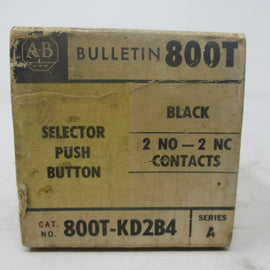 AB BULLETIN 800T
SELECTOR
PUSH
BUTTON
BLACK
2 NO — 2 NC
CONTACTS
CAT. NO. 800T-KD2B4
SERIES
A